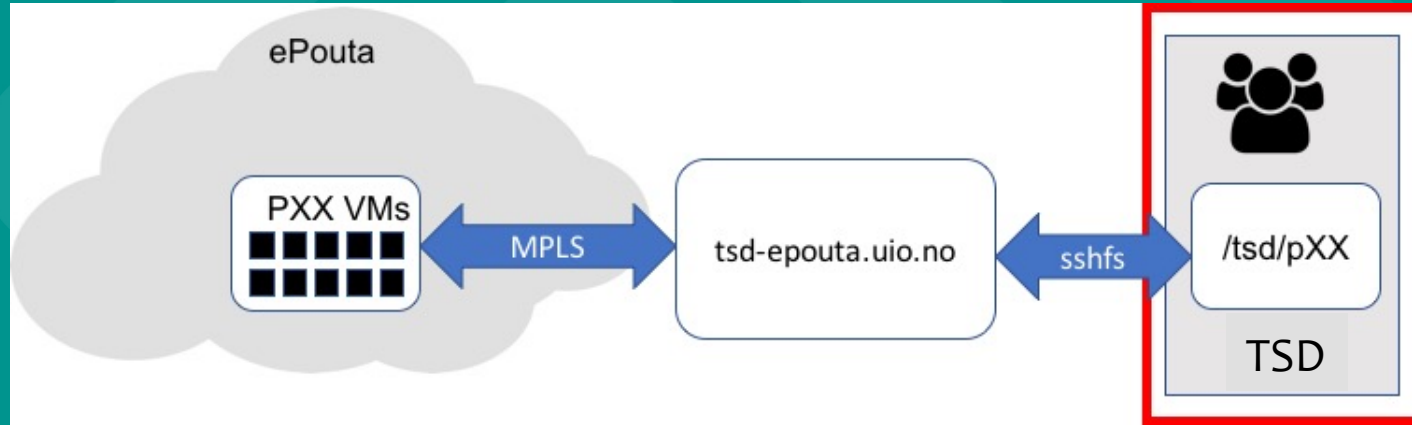 ePouta
PXX VMs
MPLS
tsd-epouta.uio.no
sshfs
/tsd/pXX
TSD